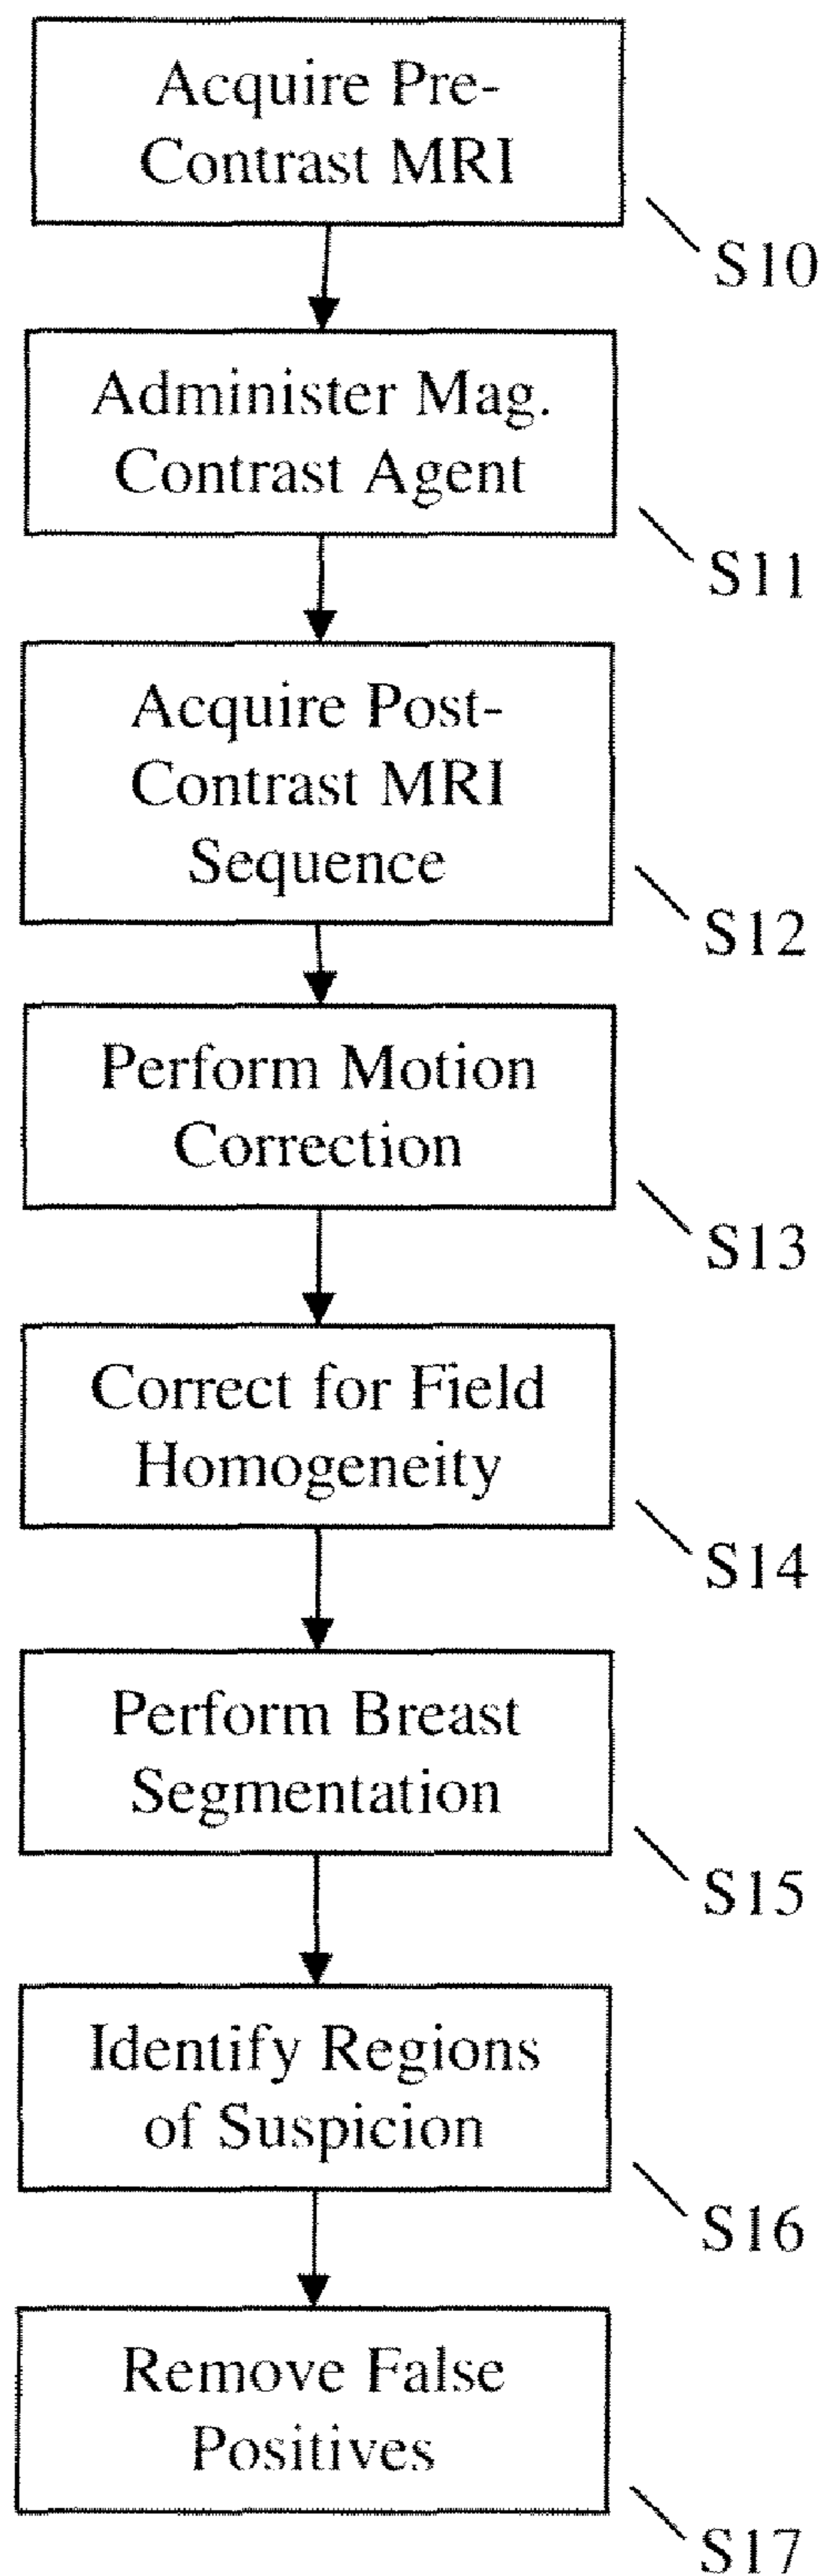 Acquire Pre-
Contrast MRI
S10
Administer Mag.
Contrast Agent
S11
Acquire Post-
Contrast MRI
Sequence
S12
Perform Motion
Correction
S13
Correct for Field
Homogeneity
S14
Perform Breast
Segmentation
S15
Identify Regions
of Suspicion
S16
Remove False
Positives
S17